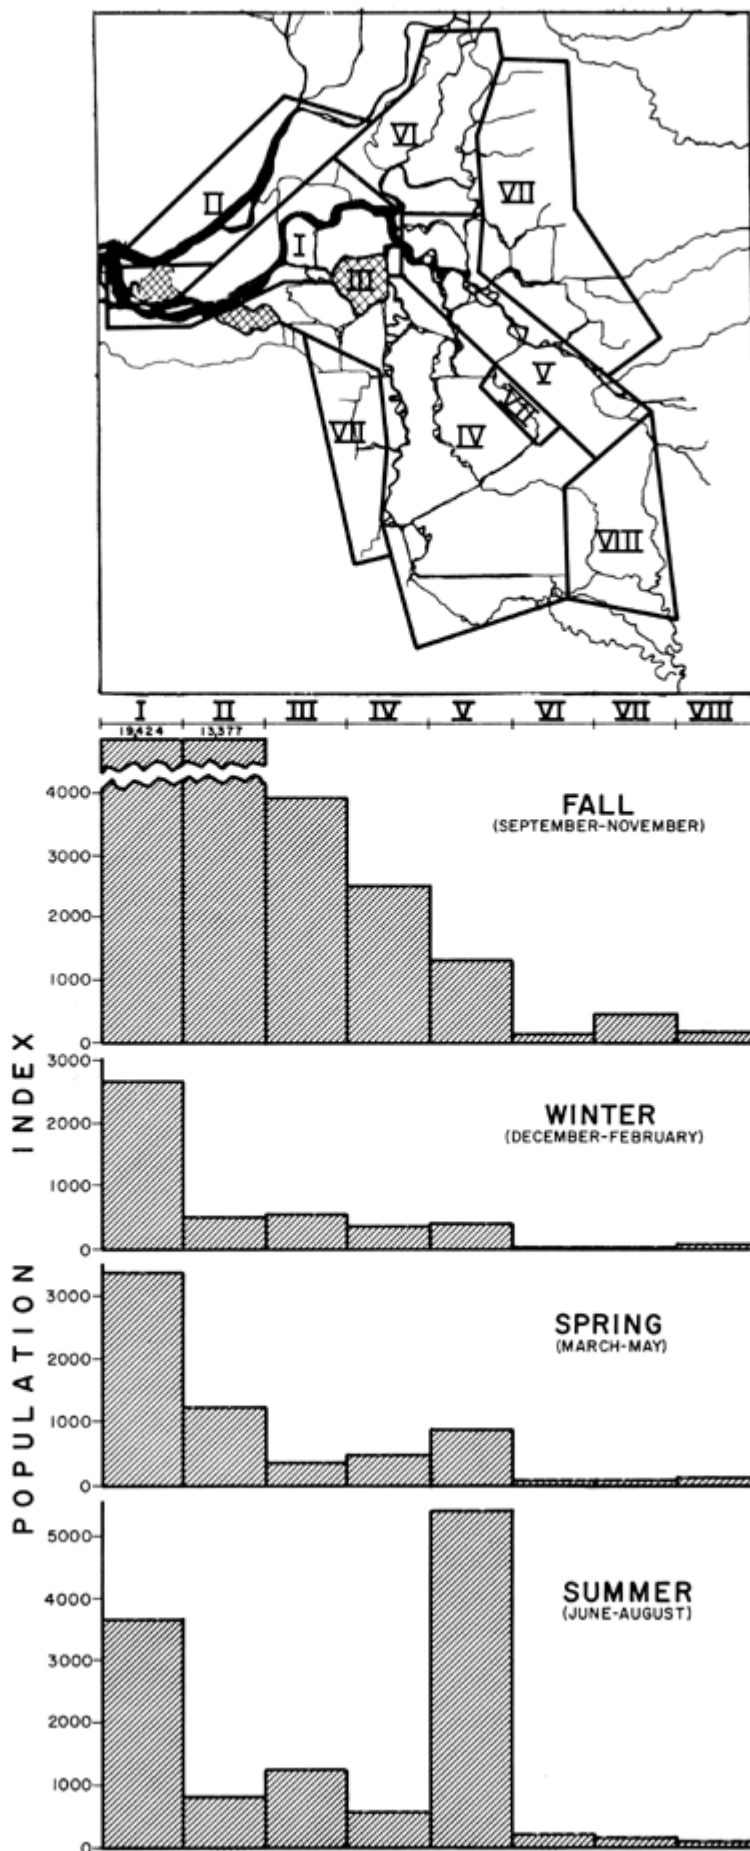 VI
II
VII
I
III
V
VII
VII
IV
VIII
I II III IV V VI VII VIII
19,424 13,377
4000
FALL
(SEPTEMBER-NOVEMBER)
3000
2000
1000
0
3000
WINTER
(DECEMBER-FEBRUARY)
2000
1000
0
3000
SPRING
(MARCH-MAY)
2000
1000
0
5000
SUMMER
(JUNE-AUGUST)
4000
3000
2000
1000
0
POPULATION INDEX